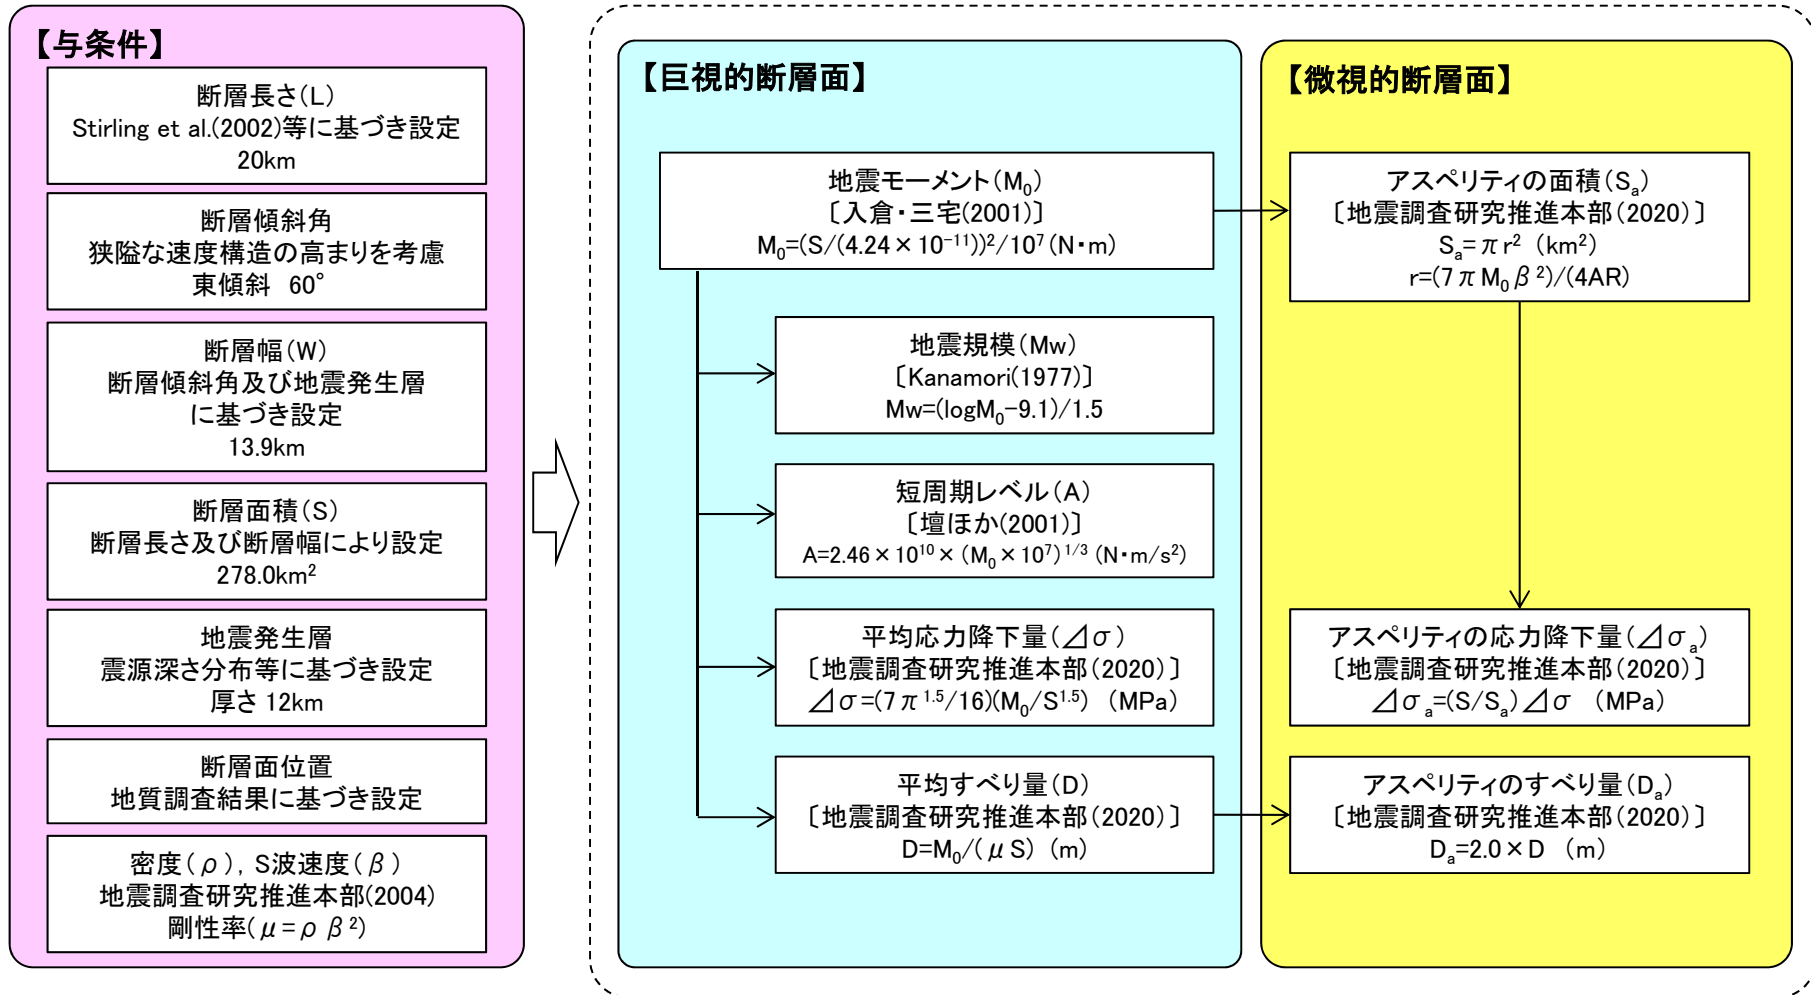 【与条件】
断層長さ(L)
Stirling et al.(2002)等に基づき設定
20km
断層傾斜角
狭隘な速度構造の高まりを考慮
東傾斜 60°
断層幅(W)
断層傾斜角及び地震発生層
に基づき設定
13.9km
断層面積(S)
断層長さ及び断層幅により設定
278.0km²
地震発生層
震源深さ分布等に基づき設定
厚さ 12km
断層面位置
地質調査結果に基づき設定
密度(ρ), S波速度(β)
地震調査研究推進本部(2004)
剛性率(μ=ρβ²)
【巨視的断層面】
地震モーメント(M₀)
〔入倉・三宅(2001)〕
M₀=(S/(4.24×10⁻¹¹))²/10⁷(N・m)
地震規模(Mw)
〔Kanamori(1977)〕
Mw=(logM₀-9.1)/1.5
短周期レベル(A)
〔壇ほか(2001)〕
A=2.46×10¹⁰×(M₀×10⁷)¹/³(N・m/s²)
平均応力降下量(⊿σ)
〔地震調査研究推進本部(2020)〕
⊿σ=(7π¹·⁵/16)(M₀/S¹·⁵) (MPa)
平均すべり量(D)
〔地震調査研究推進本部(2020)〕
D=M₀/(μS) (m)
【微視的断層面】
アスペリティの面積(Sₐ)
〔地震調査研究推進本部(2020)〕
Sₐ=πr² (km²)
r=(7πM₀β²)/(4AR)
アスペリティの応力降下量(⊿σₐ)
〔地震調査研究推進本部(2020)〕
⊿σₐ=(S/Sₐ)⊿σ (MPa)
アスペリティのすべり量(Dₐ)
〔地震調査研究推進本部(2020)〕
Dₐ=2.0×D (m)